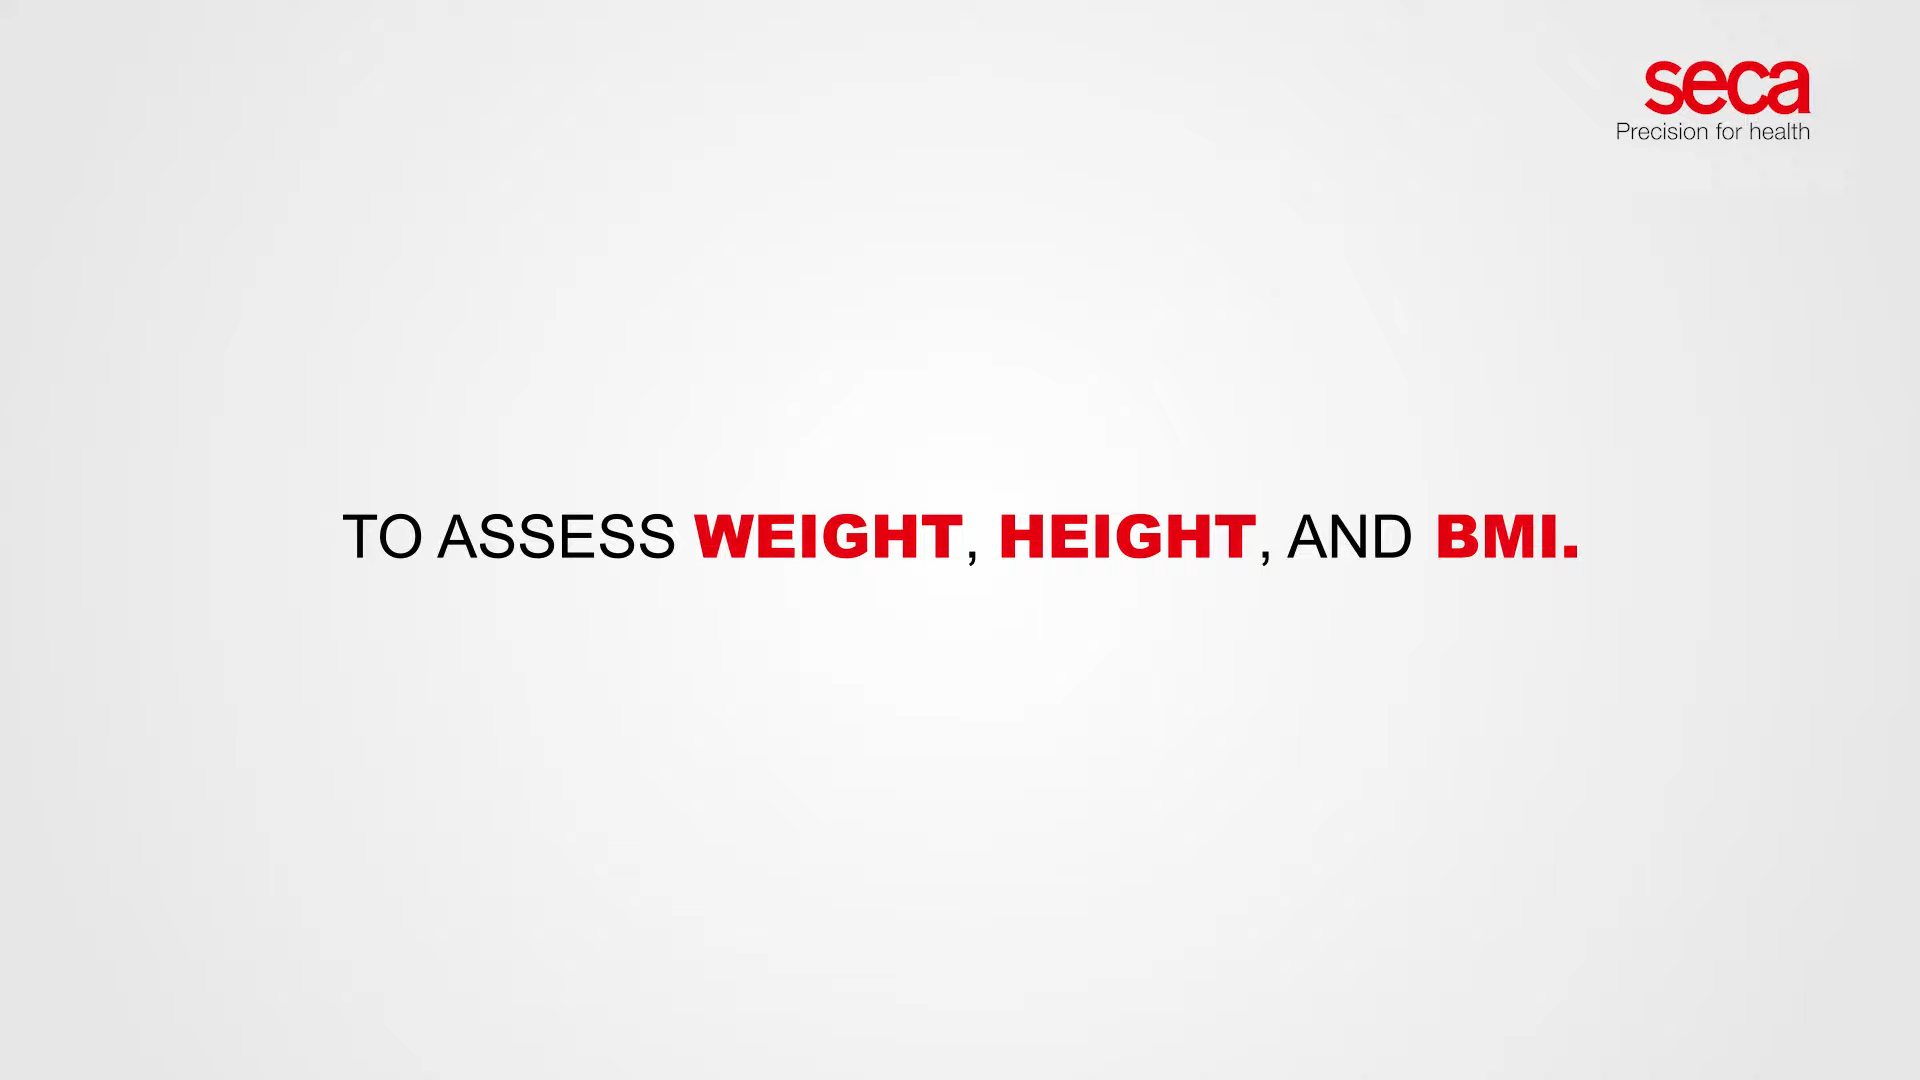 seca
Precision for health
TO ASSESS WEIGHT, HEIGHT, AND BMI.